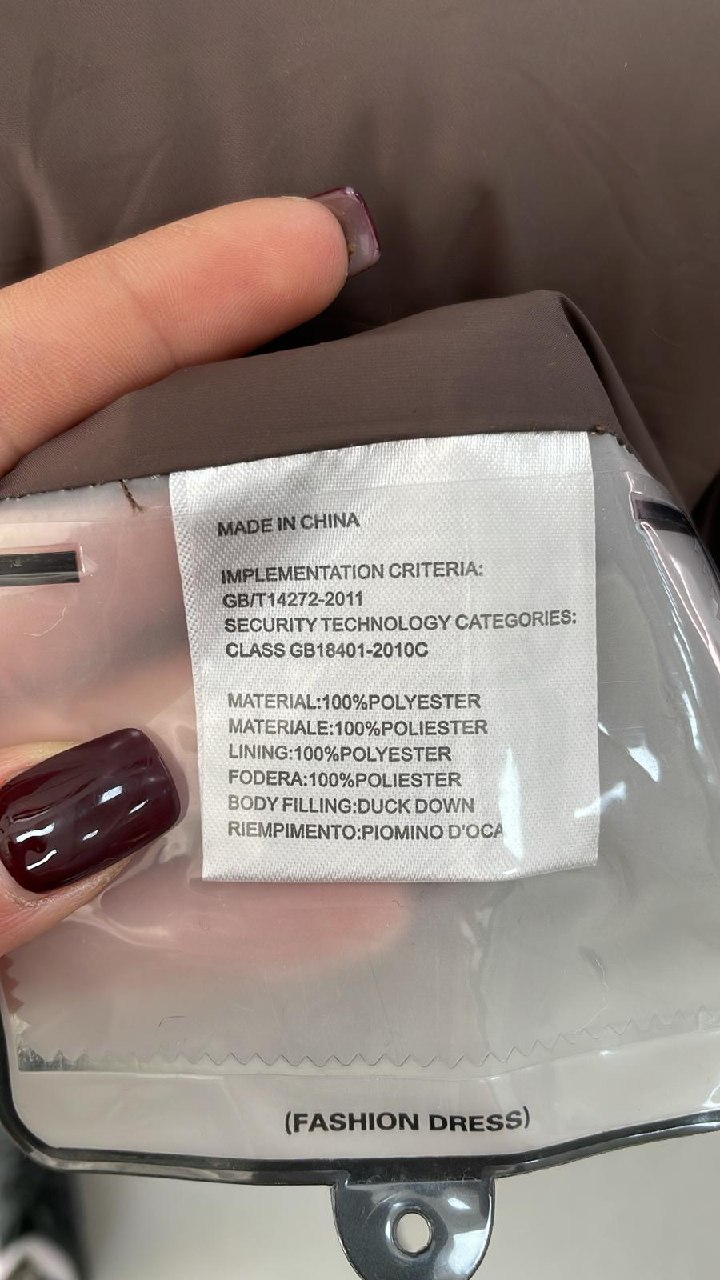 MADE IN CHINA
IMPLEMENTATION CRITERIA:
GB/T14272-2011
SECURITY TECHNOLOGY CATEGORIES:
CLASS GB18401-2010C
MATERIAL:100%POLYESTER
MATERIALE:100%POLIESTER
LINING:100%POLYESTER
FODERA:100%POLIESTER
BODY FILLING:DUCK DOWN
RIEMPIMENTO:PIOMINO D'OCA
(FASHION DRESS)